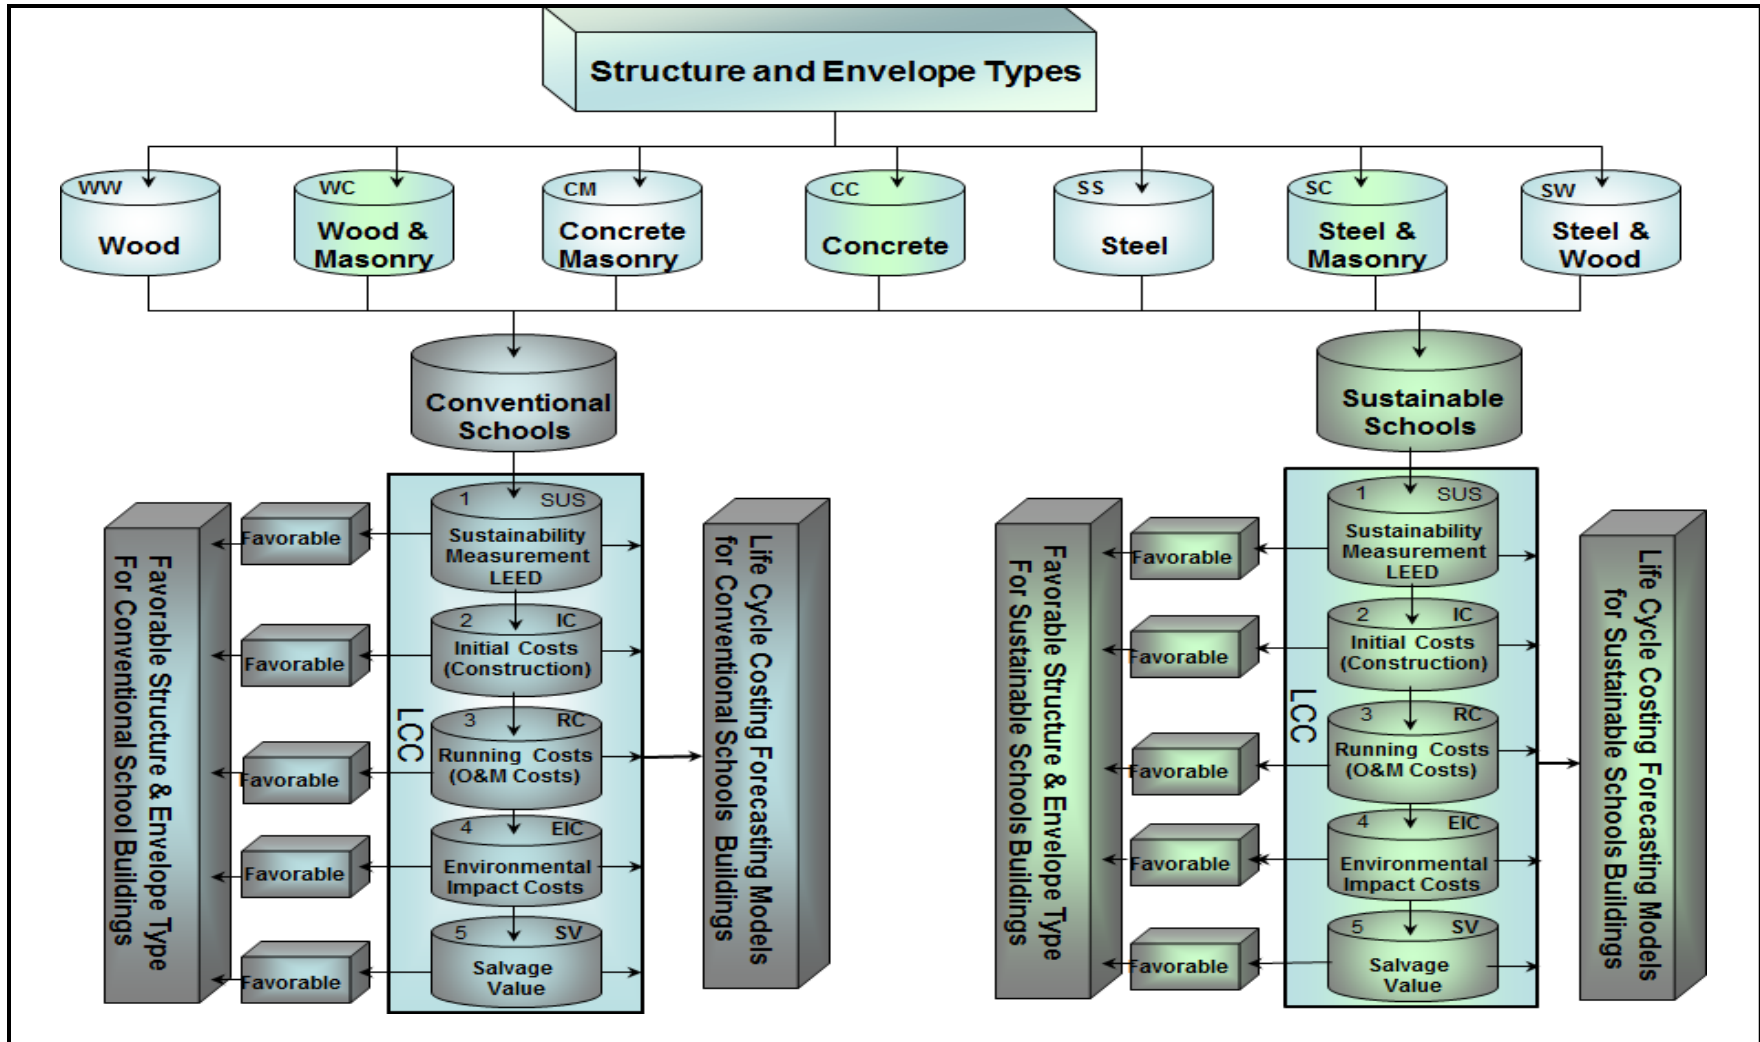 Structure and Envelope Types
WW
Wood
WC
Wood &
Masonry
CM
Concrete
Masonry
CC
Concrete
SS
Steel
SC
Steel &
Masonry
SW
Steel &
Wood
Conventional
Schools
Sustainable
Schools
Favorable Structure & Envelope Type
For Conventional School Buildings
Favorable
Favorable
Favorable
Favorable
Favorable
LCC
1 SUS
Sustainability
Measurement
LEED
2 IC
Initial Costs
(Construction)
3 RC
Running Costs
(O&M Costs)
4 EIC
Environmental
Impact Costs
5 SV
Salvage
Value
Life Cycle Costing Forecasting Models
for Conventional Schools Buildings
Favorable Structure & Envelope Type
For Sustainable Schools Buildings
Favorable
Favorable
Favorable
Favorable
Favorable
LCC
1 SUS
Sustainability
Measurement
LEED
2 IC
Initial Costs
(Construction)
3 RC
Running Costs
(O&M Costs)
4 EIC
Environmental
Impact Costs
5 SV
Salvage
Value
Life Cycle Costing Forecasting Models
for Sustainable Schools Buildings